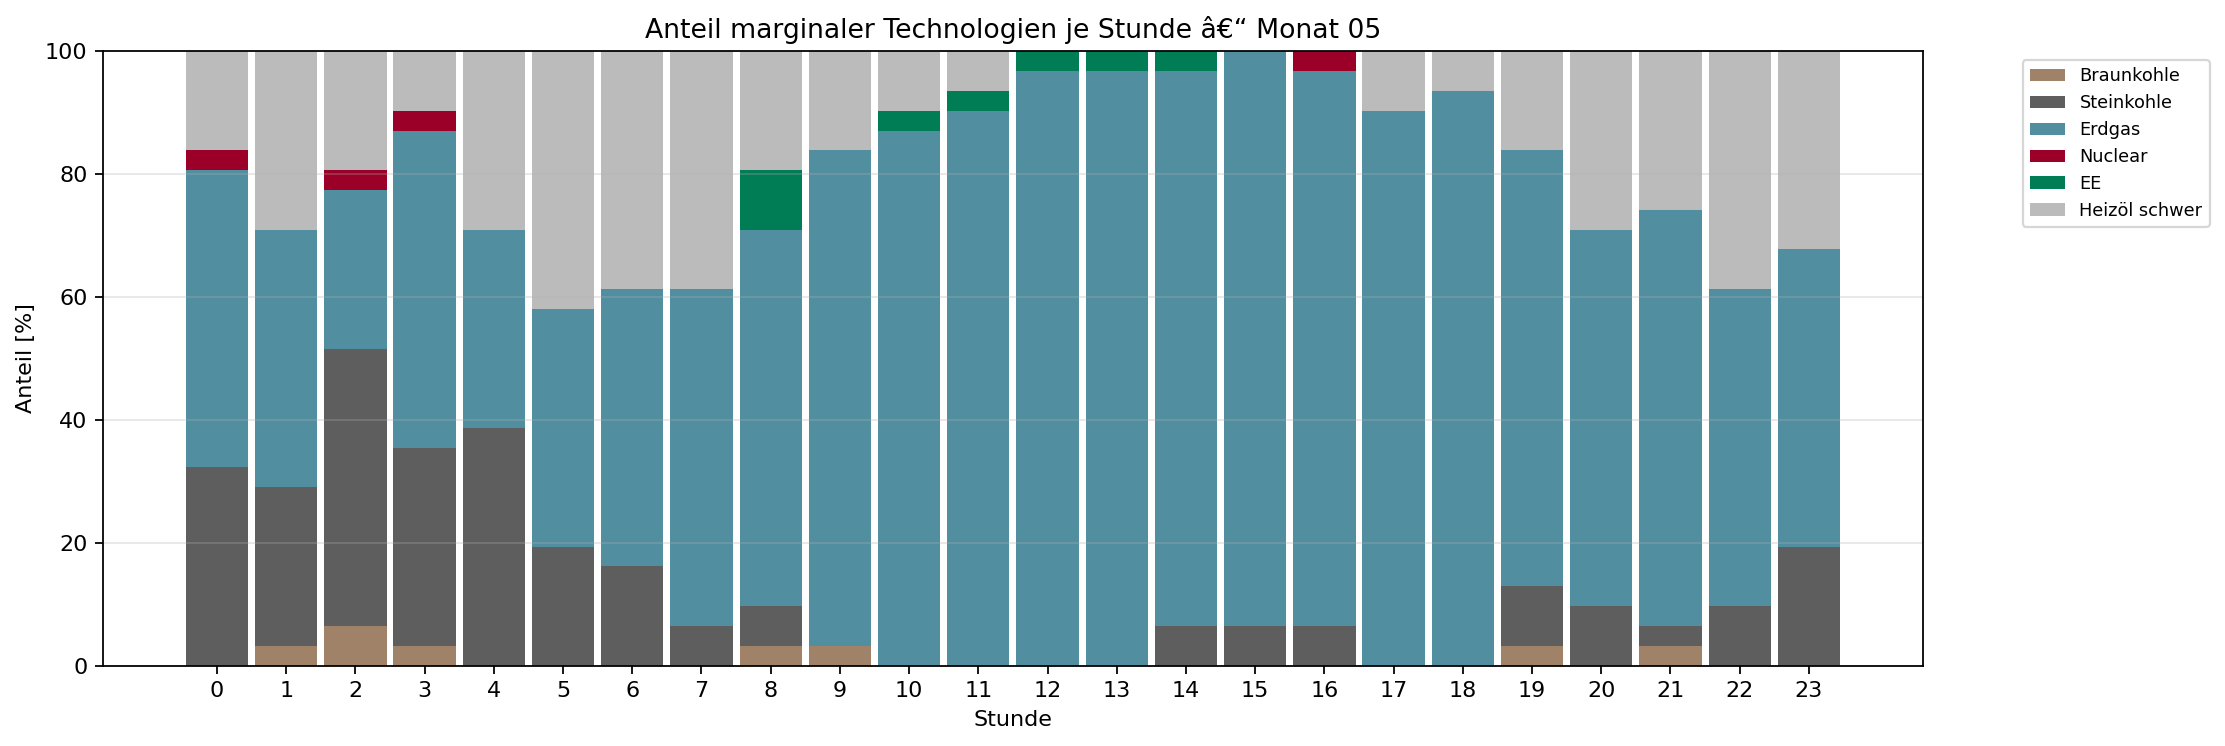 Anteil marginaler Technologien je Stunde â€“ Monat 05
Anteil [%]
100
80
60
40
20
0
0 1 2 3 4 5 6 7 8 9 10 11 12 13 14 15 16 17 18 19 20 21 22 23
Stunde
Braunkohle
Steinkohle
Erdgas
Nuclear
EE
Heizöl schwer